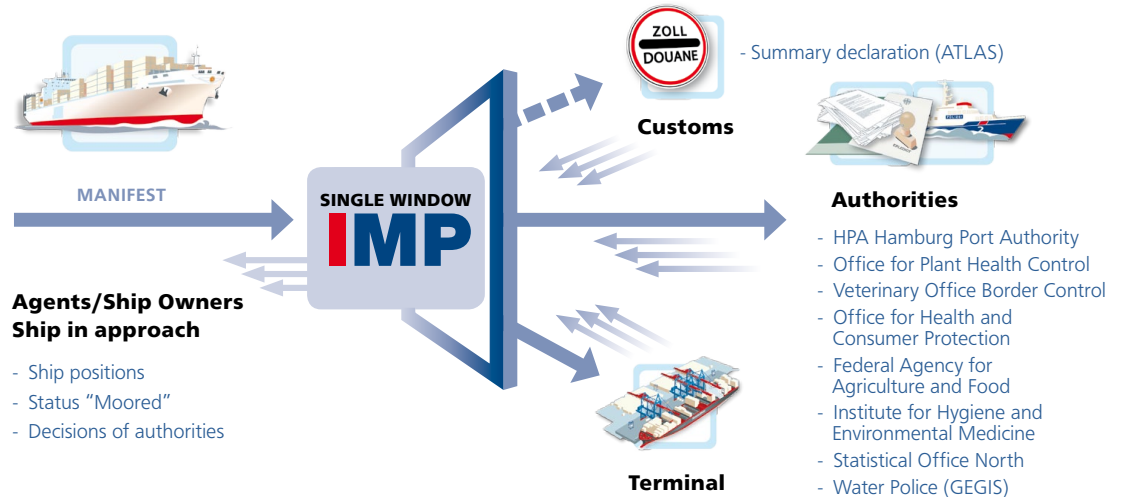 ZOLL
DOUANE
- Summary declaration (ATLAS)
Customs
MANIFEST
SINGLE WINDOW
IMP
Agents/Ship Owners
Ship in approach
- Ship positions
- Status “Moored”
- Decisions of authorities
Authorities
- HPA Hamburg Port Authority
- Office for Plant Health Control
- Veterinary Office Border Control
- Office for Health and
Consumer Protection
- Federal Agency for
Agriculture and Food
- Institute for Hygiene and
Environmental Medicine
- Statistical Office North
- Water Police (GEGIS)
Terminal